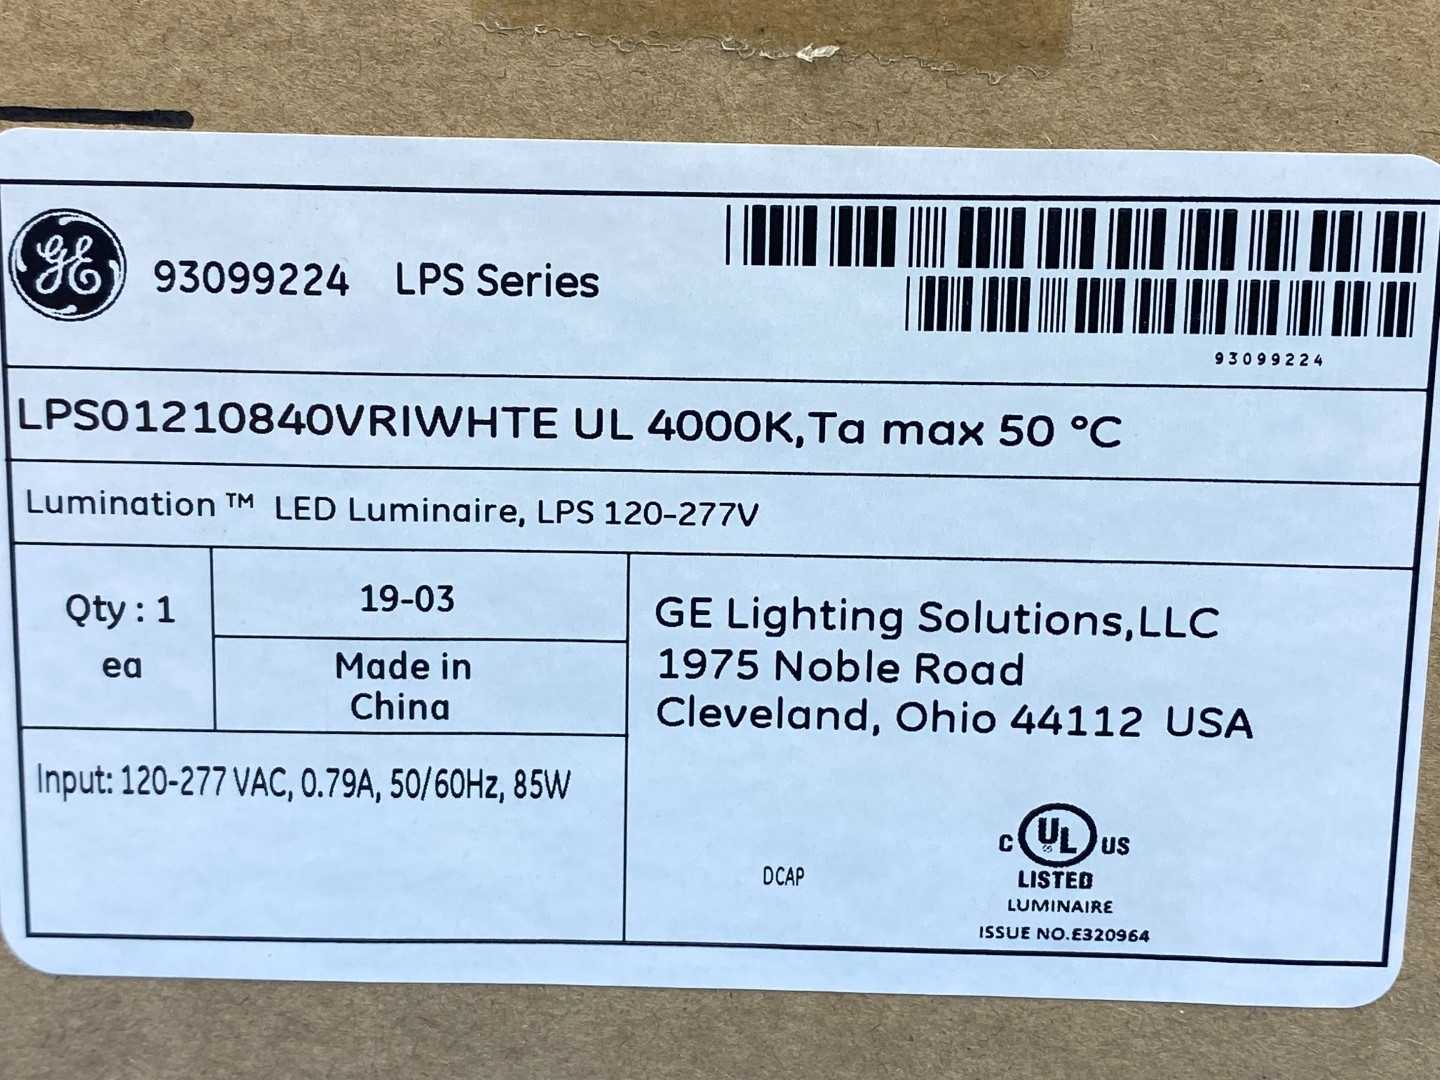 GE 93099224 LPS Series
93099224
LPS01210840VRIWHTE UL 4000K,Ta max 50 °C
Lumination™ LED Luminaire, LPS 120-277V
Qty : 1
ea
19-03
Made in
China
GE Lighting Solutions,LLC
1975 Noble Road
Cleveland, Ohio 44112 USA
Input: 120-277 VAC, 0.79A, 50/60Hz, 85W
DCAP
C UL US
LISTED
LUMINAIRE
ISSUE NO.E320964